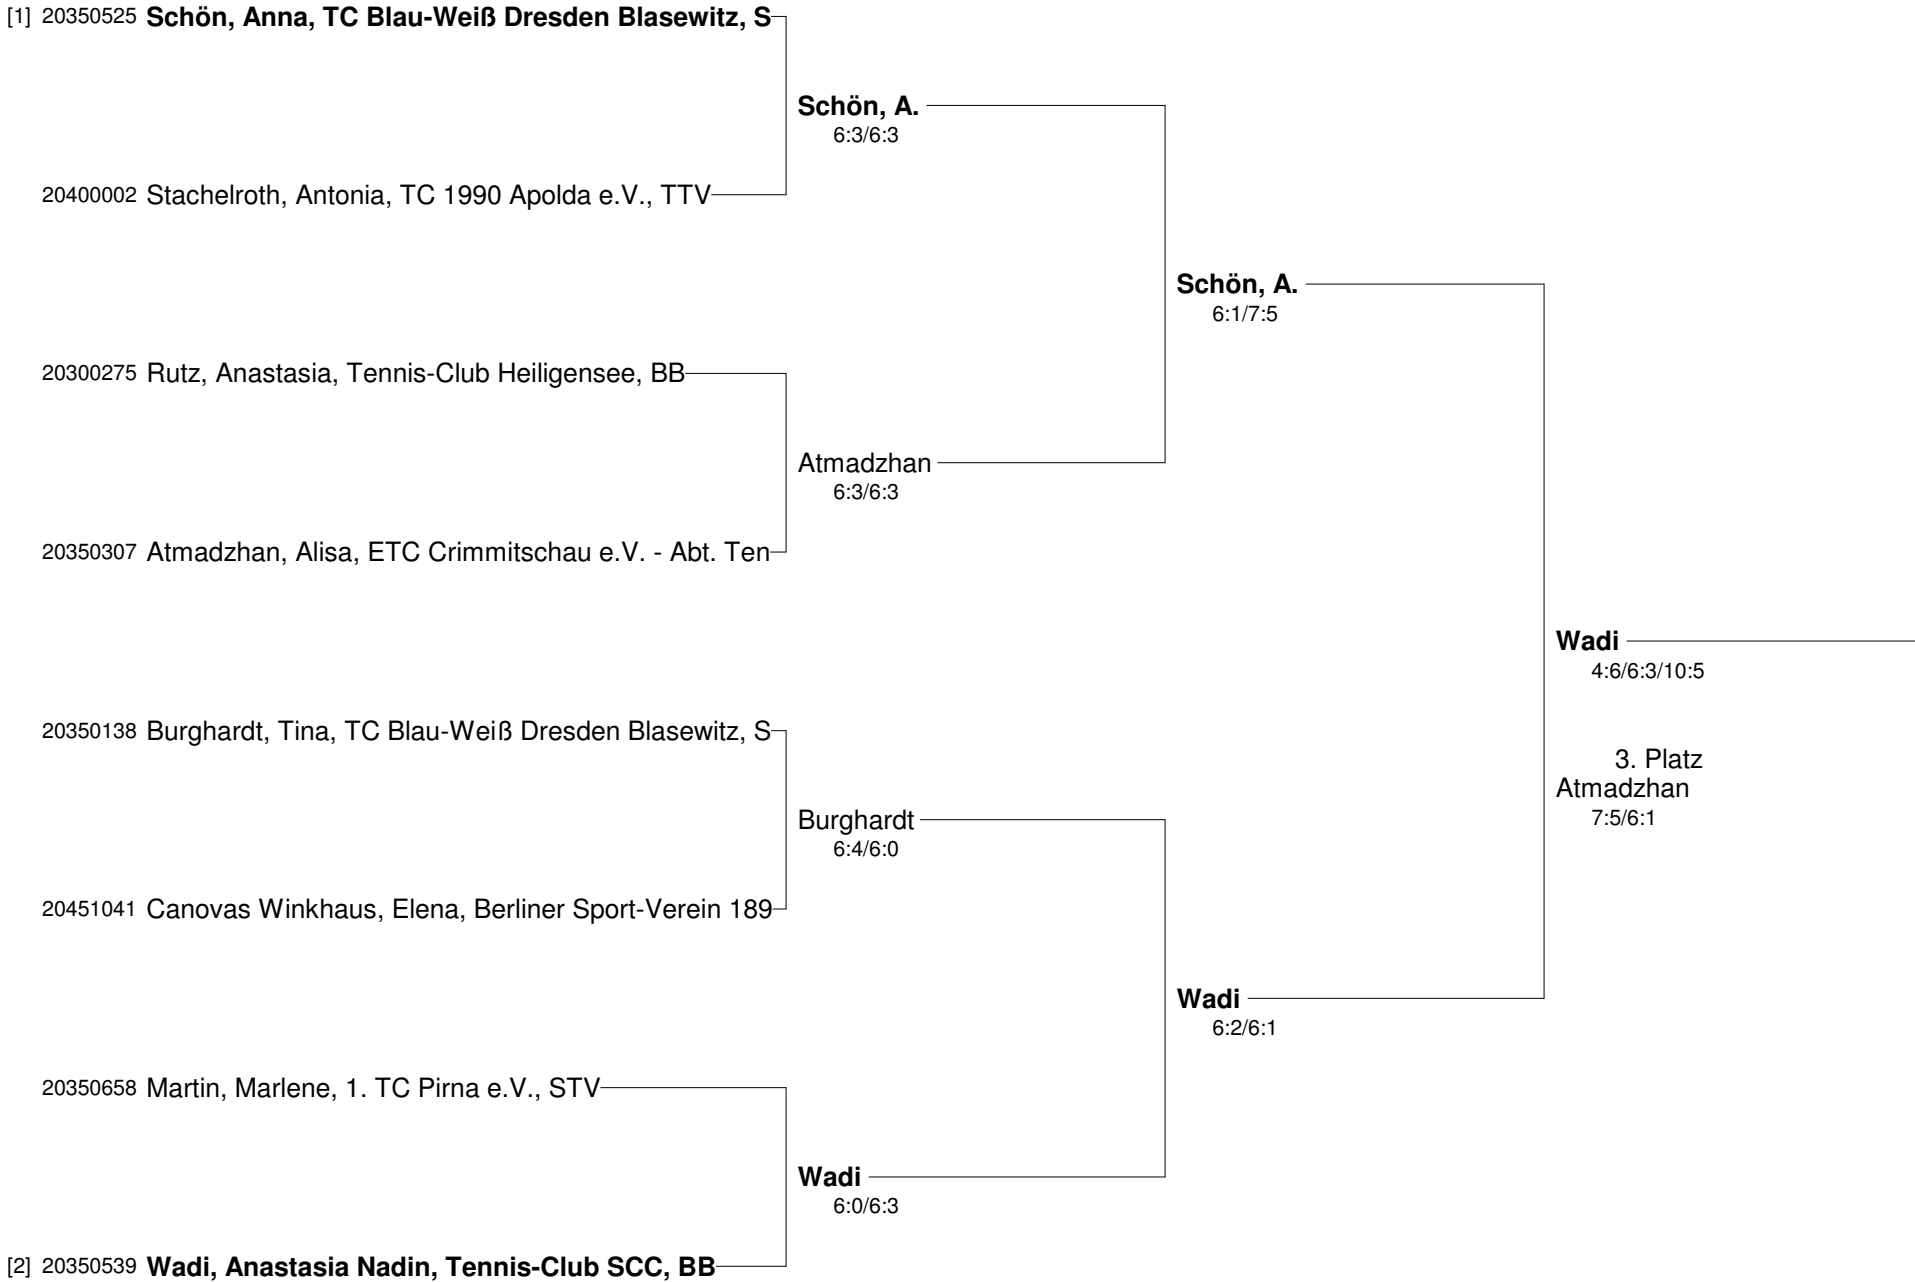 [1] 20350525 Schön, Anna, TC Blau-Weiß Dresden Blasewitz, S
Schön, A.
6:3/6:3
20400002 Stachelroth, Antonia, TC 1990 Apolda e.V., TTV
Schön, A.
6:1/7:5
20300275 Rutz, Anastasia, Tennis-Club Heiligensee, BB
Atmadzhan
6:3/6:3
20350307 Atmadzhan, Alisa, ETC Crimmitschau e.V. - Abt. Ten
Wadi
4:6/6:3/10:5
20350138 Burghardt, Tina, TC Blau-Weiß Dresden Blasewitz, S
3. Platz
Atmadzhan
7:5/6:1
Burghardt
6:4/6:0
20451041 Canovas Winkhaus, Elena, Berliner Sport-Verein 189
Wadi
6:2/6:1
20350658 Martin, Marlene, 1. TC Pirna e.V., STV
Wadi
6:0/6:3
[2] 20350539 Wadi, Anastasia Nadin, Tennis-Club SCC, BB